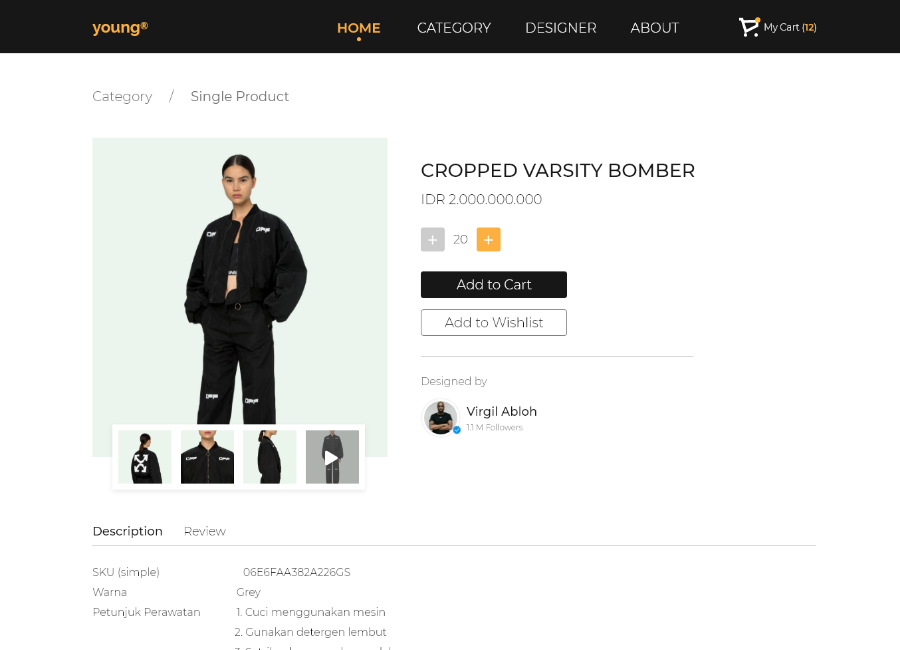 young®
HOME
CATEGORY
DESIGNER
ABOUT
My Cart (12)
Category / Single Product
CROPPED VARSITY BOMBER
IDR 2.000.000.000
+ 20 +
Add to Cart
Add to Wishlist
Designed by
Virgil Abloh
1.1 M Followers
Description
Review
SKU (simple) 06E6FAA382A226GS
Warna Grey
Petunjuk Perawatan 1. Cuci menggunakan mesin
2. Gunakan detergen lembut